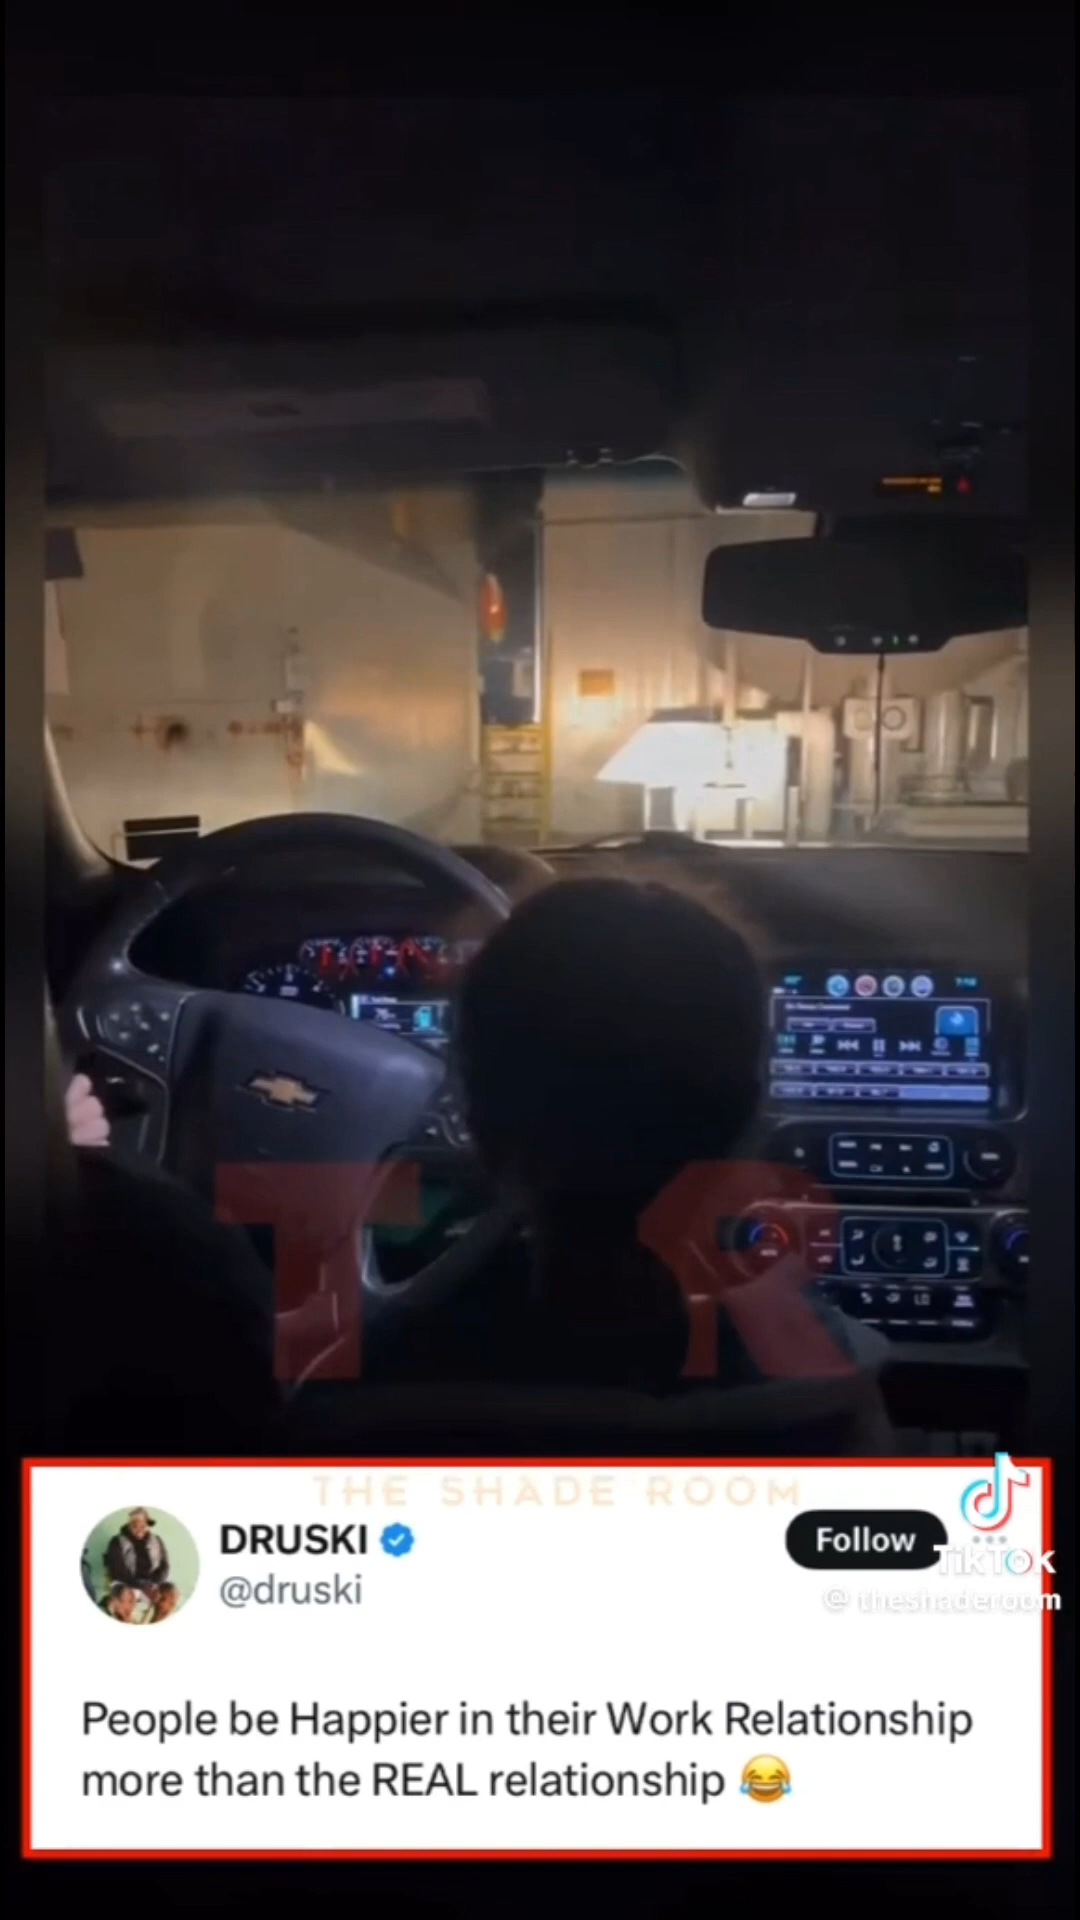 T R
THE SHADE ROOM
DRUSKI
@druski
Follow
TikTok
@ theshaderoom
People be Happier in their Work Relationship
more than the REAL relationship 😂